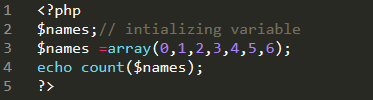 1 <?php
2 $names;// intializing variable
3 $names =array(0,1,2,3,4,5,6);
4 echo count($names);
5 ?>